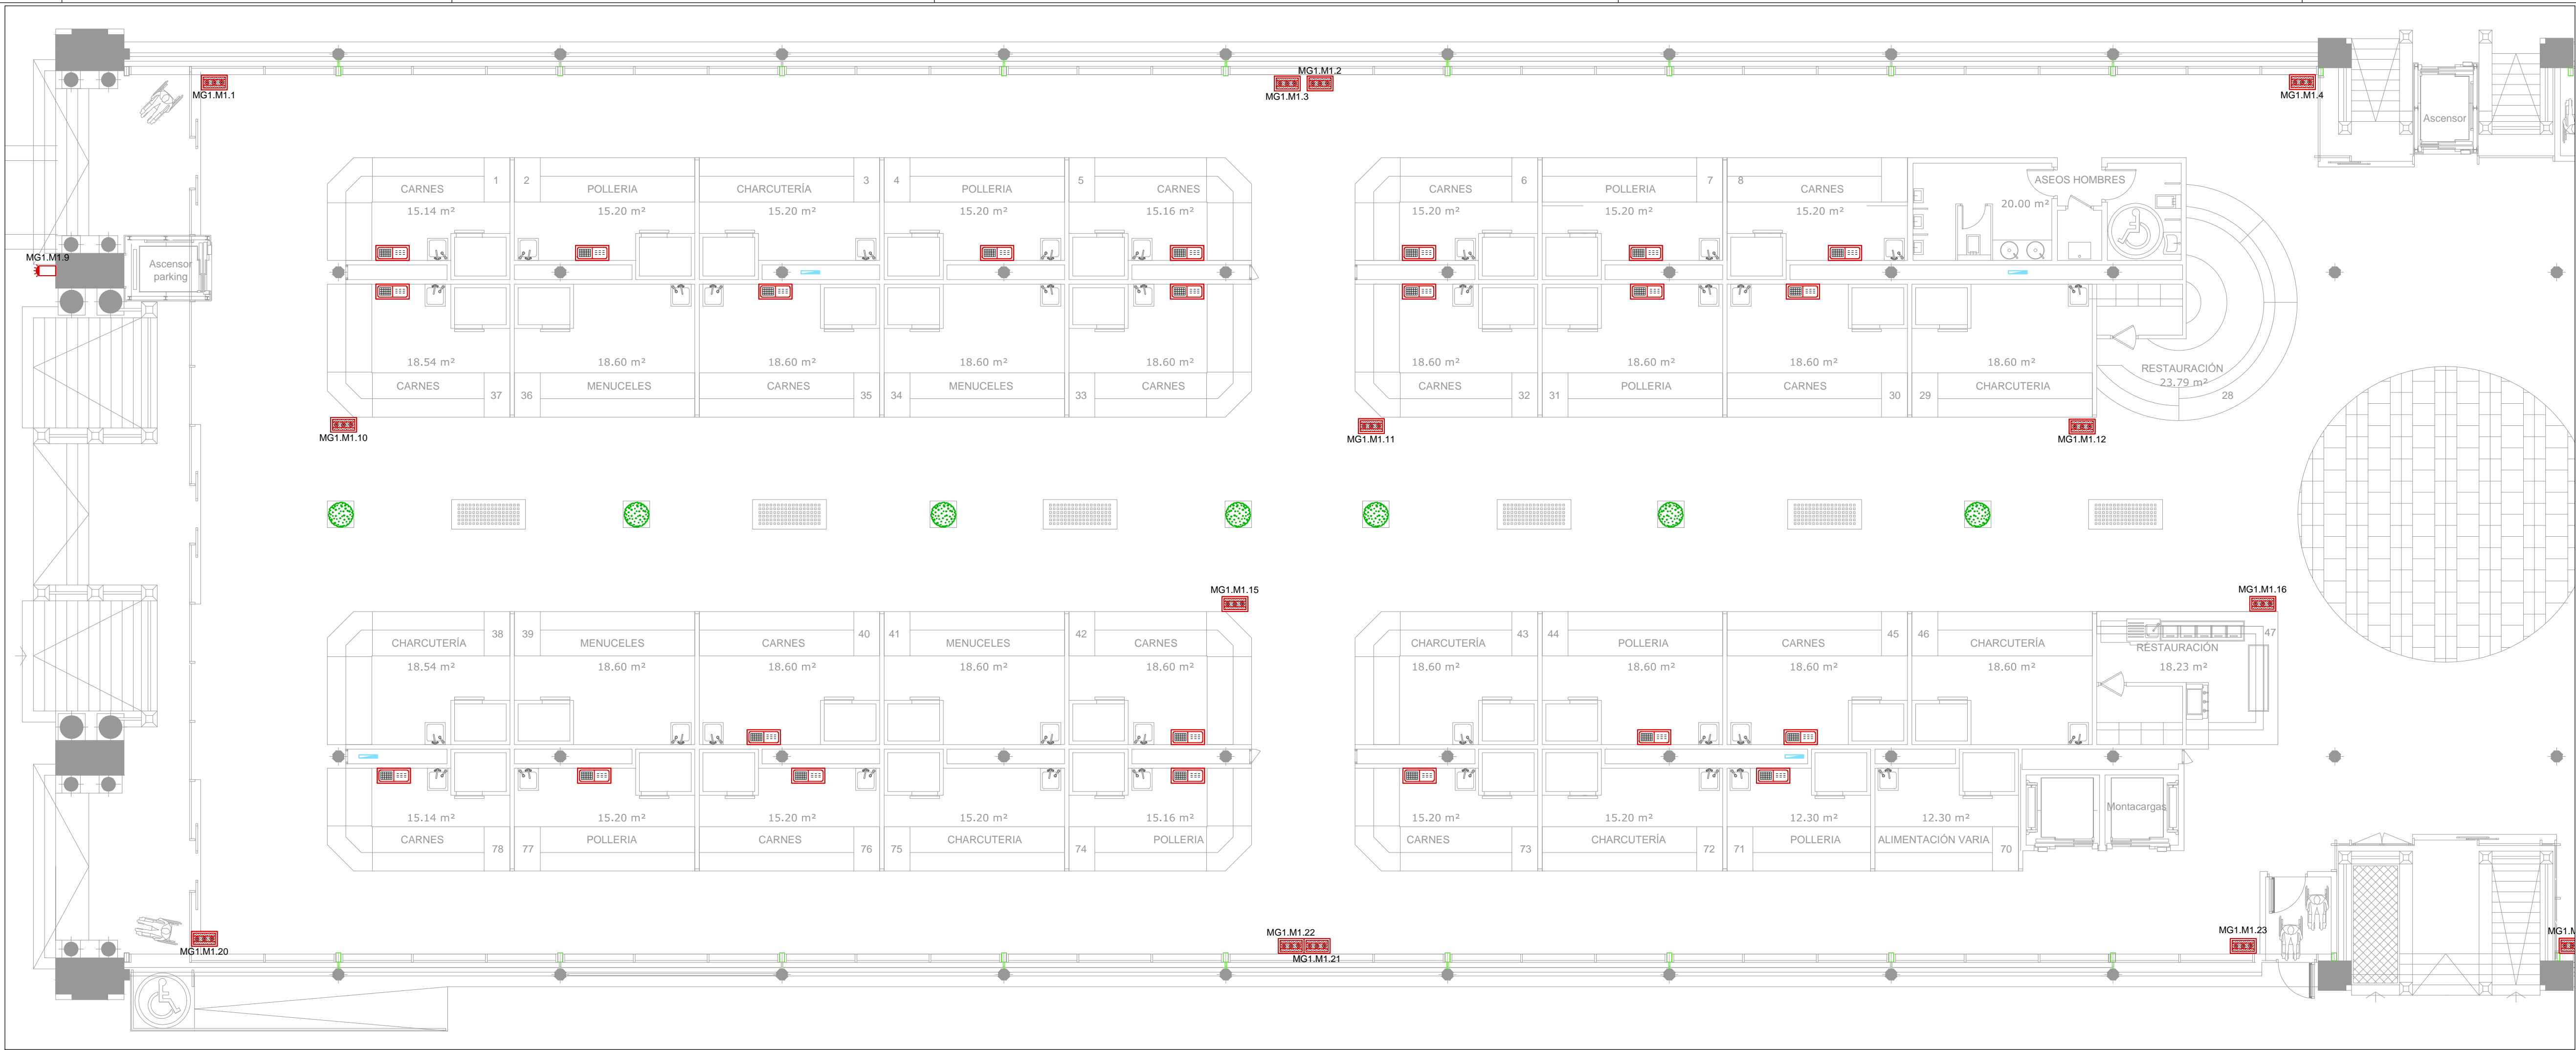 MG1.M1.2
MG1.M1.1
MG1.M1.3
MG1.M1.4
Ascensor
1
2
3
4
5
6
7
8
CARNES
POLLERIA
CHARCUTERÍA
POLLERIA
CARNES
CARNES
POLLERIA
CARNES
ASEOS HOMBRES
15.14 m²
15.20 m²
15.20 m²
15.20 m²
15.16 m²
15.20 m²
15.20 m²
15.20 m²
20.00 m²
MG1.M1.9
Ascensor
parking
18.54 m²
18.60 m²
18.60 m²
18.60 m²
18.60 m²
18.60 m²
18.60 m²
18.60 m²
18.60 m²
RESTAURACIÓN
23.79 m²
CARNES
MENUCELES
CARNES
MENUCELES
CARNES
CARNES
POLLERIA
CARNES
CHARCUTERIA
37
36
35
34
33
32
31
30
29
28
MG1.M1.10
MG1.M1.11
MG1.M1.12
MG1.M1.15
MG1.M1.16
38
39
40
41
42
43
44
45
46
47
CHARCUTERÍA
MENUCELES
CARNES
MENUCELES
CARNES
CHARCUTERÍA
POLLERIA
CARNES
CHARCUTERÍA
RESTAURACIÓN
18.54 m²
18.60 m²
18.60 m²
18.60 m²
18.60 m²
18.60 m²
18.60 m²
18.60 m²
18.60 m²
18.23 m²
Montacargas
15.14 m²
15.20 m²
15.20 m²
15.20 m²
15.16 m²
15.20 m²
15.20 m²
12.30 m²
12.30 m²
CARNES
POLLERIA
CARNES
CHARCUTERIA
POLLERIA
CARNES
CHARCUTERÍA
POLLERIA
ALIMENTACIÓN VARIA
78
77
76
75
74
73
72
71
70
MG1.M1.20
MG1.M1.22
MG1.M1.21
MG1.M1.23